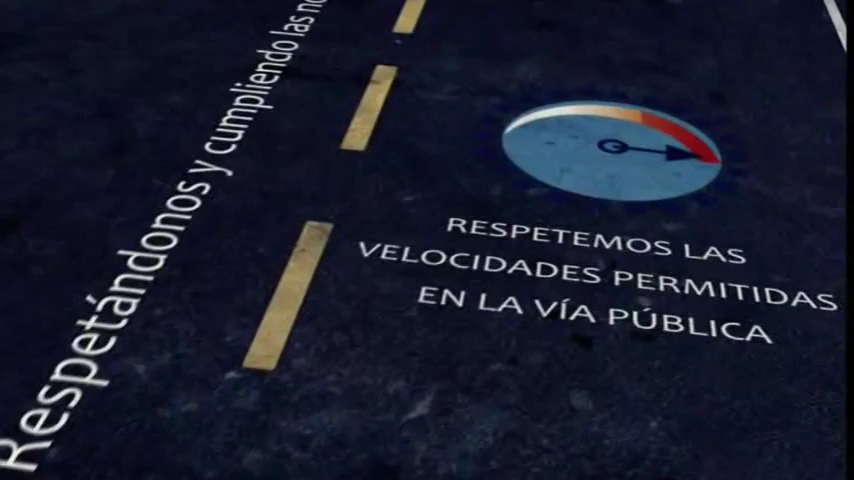 Respetándonos y cumpliendo las
RESPETEMOS LAS
VELOCIDADES PERMITIDAS
EN LA VÍA PÚBLICA